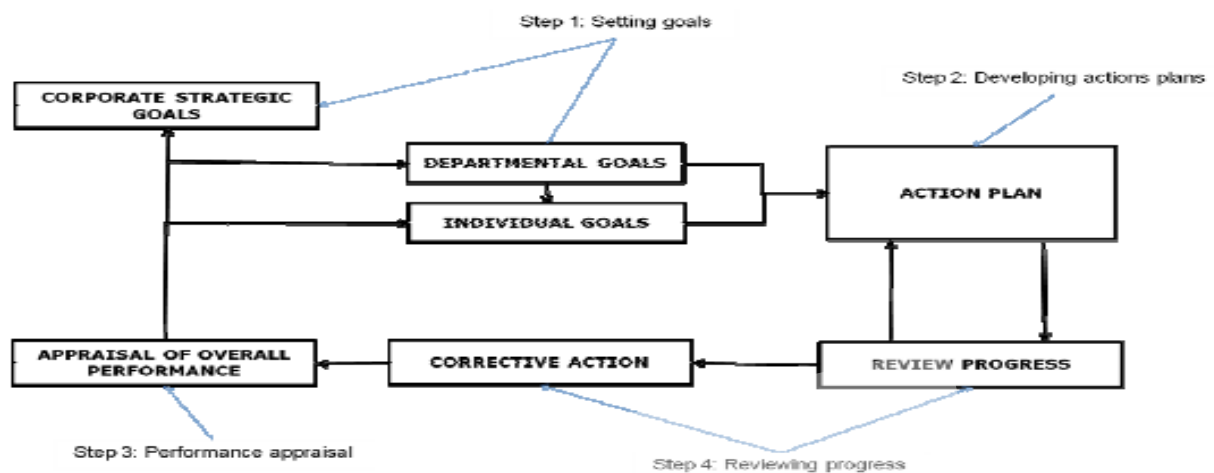 Step 1: Setting goals
Step 2: Developing actions plans
CORPORATE STRATEGIC
GOALS
DEPARTMENTAL GOALS
ACTION PLAN
INDIVIDUAL GOALS
APPRAISAL OF OVERALL
PERFORMANCE
CORRECTIVE ACTION
REVIEW PROGRESS
Step 3: Performance appraisal
Step 4: Reviewing progress